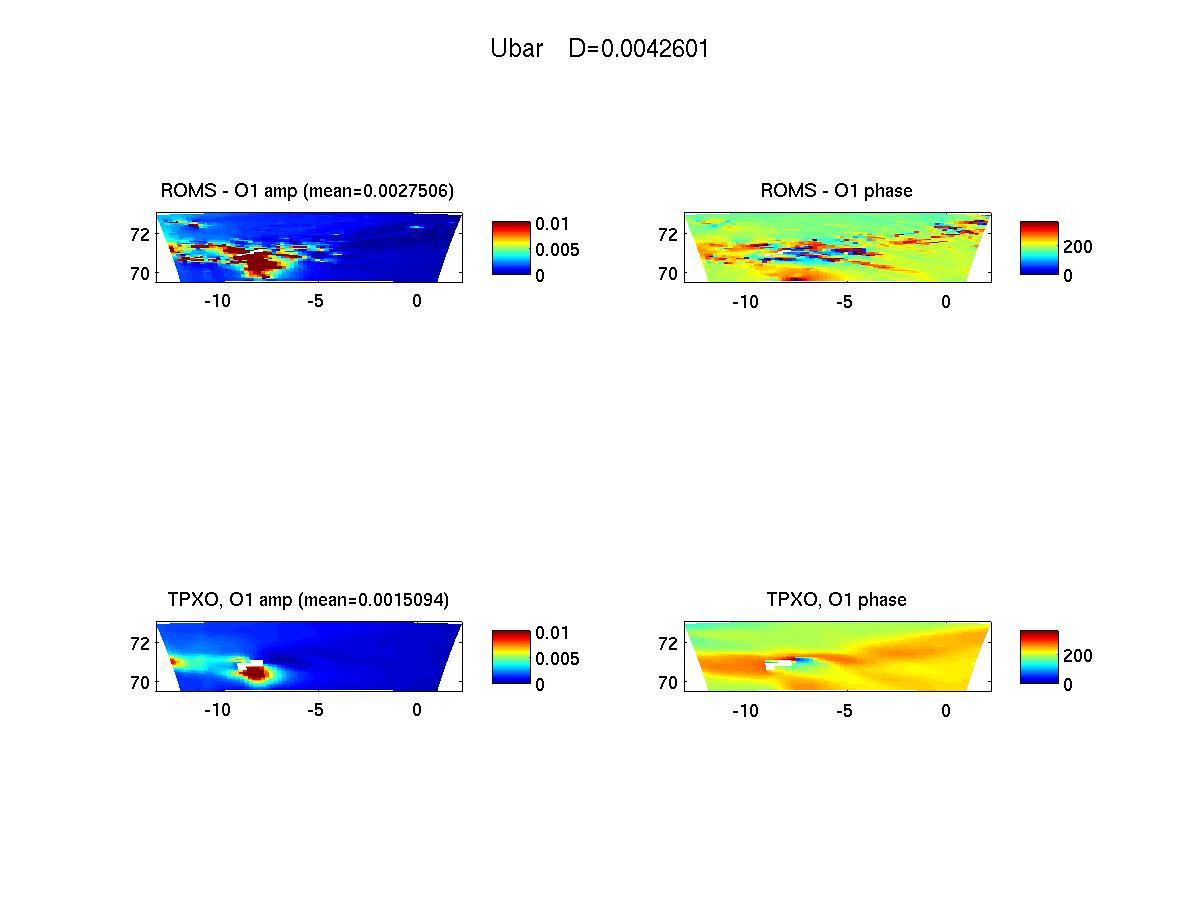 Ubar D=0.0042601
ROMS - O1 amp (mean=0.0027506)
72
70
-10 -5 0
0.01
0.005
0
ROMS - O1 phase
72
70
-10 -5 0
200
0
TPXO, O1 amp (mean=0.0015094)
72
70
-10 -5 0
0.01
0.005
0
TPXO, O1 phase
72
70
-10 -5 0
200
0